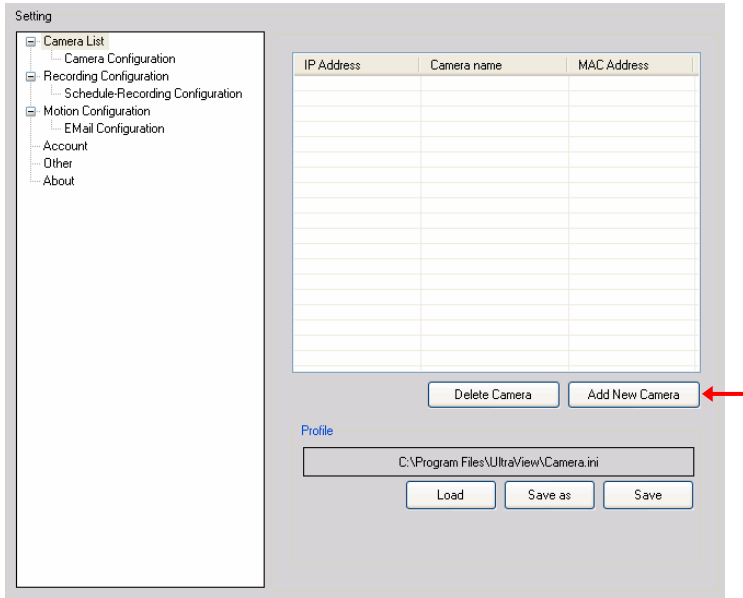 Setting
Camera List
Camera Configuration
Recording Configuration
Schedule-Recording Configuration
Motion Configuration
EMail Configuration
Account
Other
About
IP Address Camera name MAC Address
Delete Camera Add New Camera
Profile
C:\Program Files\UltraView\Camera.ini
Load Save as Save